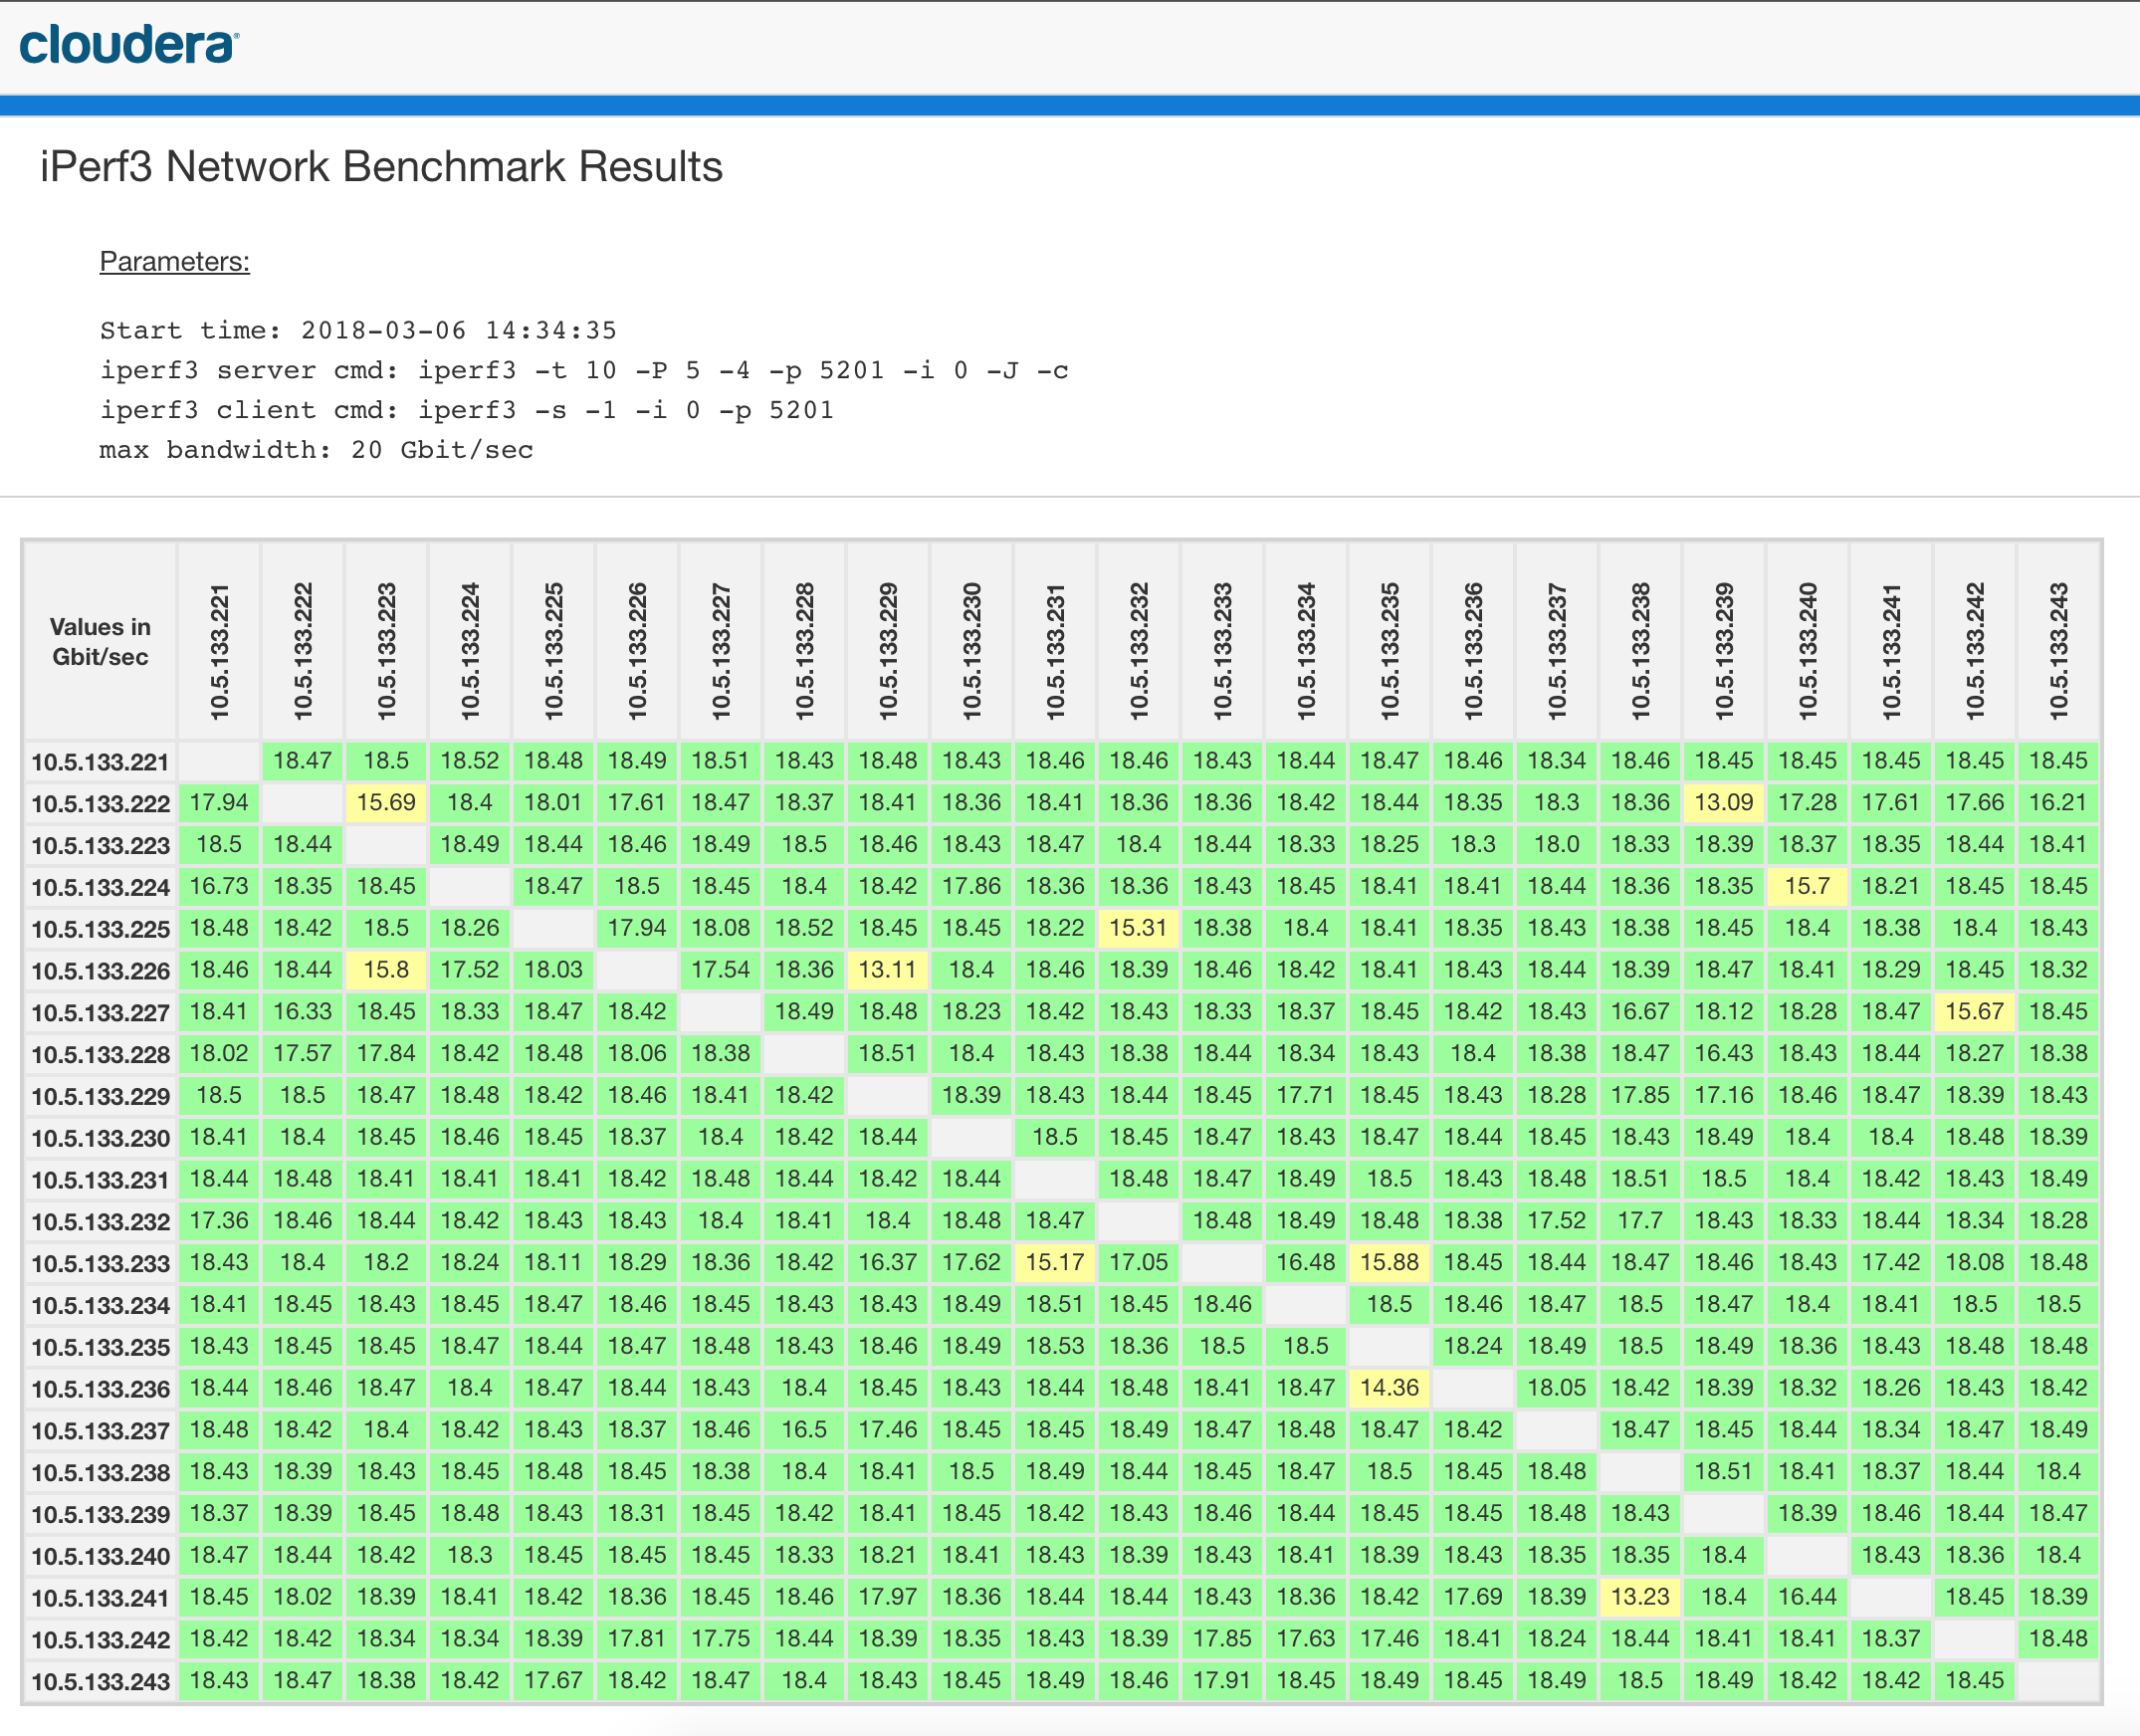 cloudera®
iPerf3 Network Benchmark Results
Parameters:
Start time: 2018-03-06 14:34:35
iperf3 server cmd: iperf3 -t 10 -P 5 -4 -p 5201 -i 0 -J -c
iperf3 client cmd: iperf3 -s -1 -i 0 -p 5201
max bandwidth: 20 Gbit/sec
Values in Gbit/sec 10.5.133.221 10.5.133.222 10.5.133.223 10.5.133.224 10.5.133.225 10.5.133.226 10.5.133.227 10.5.133.228 10.5.133.229 10.5.133.230 10.5.133.231 10.5.133.232 10.5.133.233 10.5.133.234 10.5.133.235 10.5.133.236 10.5.133.237 10.5.133.238 10.5.133.239 10.5.133.240 10.5.133.241 10.5.133.242 10.5.133.243
10.5.133.221 18.47 18.5 18.52 18.48 18.49 18.51 18.43 18.48 18.43 18.46 18.46 18.43 18.44 18.47 18.46 18.34 18.46 18.45 18.45 18.45 18.45 18.45
10.5.133.222 17.94 15.69 18.4 18.01 17.61 18.47 18.37 18.41 18.36 18.41 18.36 18.36 18.42 18.44 18.35 18.3 18.36 13.09 17.28 17.61 17.66 16.21
10.5.133.223 18.5 18.44 18.49 18.44 18.46 18.49 18.5 18.46 18.43 18.47 18.4 18.44 18.33 18.25 18.3 18.0 18.33 18.39 18.37 18.35 18.44 18.41
10.5.133.224 16.73 18.35 18.45 18.47 18.5 18.45 18.4 18.42 17.86 18.36 18.36 18.43 18.45 18.41 18.41 18.44 18.36 18.35 15.7 18.21 18.45 18.45
10.5.133.225 18.48 18.42 18.5 18.26 17.94 18.08 18.52 18.45 18.45 18.22 15.31 18.38 18.4 18.41 18.35 18.43 18.38 18.45 18.4 18.38 18.4 18.43
10.5.133.226 18.46 18.44 15.8 17.52 18.03 17.54 18.36 13.11 18.4 18.46 18.39 18.46 18.42 18.41 18.43 18.44 18.39 18.47 18.41 18.29 18.45 18.32
10.5.133.227 18.41 16.33 18.45 18.33 18.47 18.42 18.49 18.48 18.23 18.42 18.43 18.33 18.37 18.45 18.42 18.43 16.67 18.12 18.28 18.47 15.67 18.45
10.5.133.228 18.02 17.57 17.84 18.42 18.48 18.06 18.38 18.51 18.4 18.43 18.38 18.44 18.34 18.43 18.4 18.38 18.47 16.43 18.43 18.44 18.27 18.38
10.5.133.229 18.5 18.5 18.47 18.48 18.42 18.46 18.41 18.42 18.39 18.43 18.44 18.45 17.71 18.45 18.43 18.28 17.85 17.16 18.46 18.47 18.39 18.43
10.5.133.230 18.41 18.4 18.45 18.46 18.45 18.37 18.4 18.42 18.44 18.5 18.45 18.47 18.43 18.47 18.44 18.45 18.43 18.49 18.4 18.4 18.48 18.39
10.5.133.231 18.44 18.48 18.41 18.41 18.41 18.42 18.48 18.44 18.42 18.44 18.48 18.47 18.49 18.5 18.43 18.48 18.51 18.5 18.4 18.42 18.43 18.49
10.5.133.232 17.36 18.46 18.44 18.42 18.43 18.43 18.4 18.41 18.4 18.48 18.47 18.48 18.49 18.48 18.38 17.52 17.7 18.43 18.33 18.44 18.34 18.28
10.5.133.233 18.43 18.4 18.2 18.24 18.11 18.29 18.36 18.42 16.37 17.62 15.17 17.05 16.48 15.88 18.45 18.44 18.47 18.46 18.43 17.42 18.08 18.48
10.5.133.234 18.41 18.45 18.43 18.45 18.47 18.46 18.45 18.43 18.43 18.49 18.51 18.45 18.46 18.5 18.46 18.47 18.5 18.47 18.4 18.41 18.5 18.5
10.5.133.235 18.43 18.45 18.45 18.47 18.44 18.47 18.48 18.43 18.46 18.49 18.53 18.36 18.5 18.5 18.24 18.49 18.5 18.49 18.36 18.43 18.48 18.48
10.5.133.236 18.44 18.46 18.47 18.4 18.47 18.44 18.43 18.4 18.45 18.43 18.44 18.48 18.41 18.47 14.36 18.05 18.42 18.39 18.32 18.26 18.43 18.42
10.5.133.237 18.48 18.42 18.4 18.42 18.43 18.37 18.46 16.5 17.46 18.45 18.45 18.49 18.47 18.48 18.47 18.42 18.47 18.45 18.44 18.34 18.47 18.49
10.5.133.238 18.43 18.39 18.43 18.45 18.48 18.45 18.38 18.4 18.41 18.5 18.49 18.44 18.45 18.47 18.5 18.45 18.48 18.51 18.41 18.37 18.44 18.4
10.5.133.239 18.37 18.39 18.45 18.48 18.43 18.31 18.45 18.42 18.41 18.45 18.42 18.43 18.46 18.44 18.45 18.45 18.48 18.43 18.39 18.46 18.44 18.47
10.5.133.240 18.47 18.44 18.42 18.3 18.45 18.45 18.45 18.33 18.21 18.41 18.43 18.39 18.43 18.41 18.39 18.43 18.35 18.35 18.4 18.43 18.36 18.4
10.5.133.241 18.45 18.02 18.39 18.41 18.42 18.36 18.45 18.46 17.97 18.36 18.44 18.44 18.43 18.36 18.42 17.69 18.39 13.23 18.4 16.44 18.45 18.39
10.5.133.242 18.42 18.42 18.34 18.34 18.39 17.81 17.75 18.44 18.39 18.35 18.43 18.39 17.85 17.63 17.46 18.41 18.24 18.44 18.41 18.41 18.37 18.48
10.5.133.243 18.43 18.47 18.38 18.42 17.67 18.42 18.47 18.4 18.43 18.45 18.49 18.46 17.91 18.45 18.49 18.45 18.49 18.5 18.49 18.42 18.42 18.45